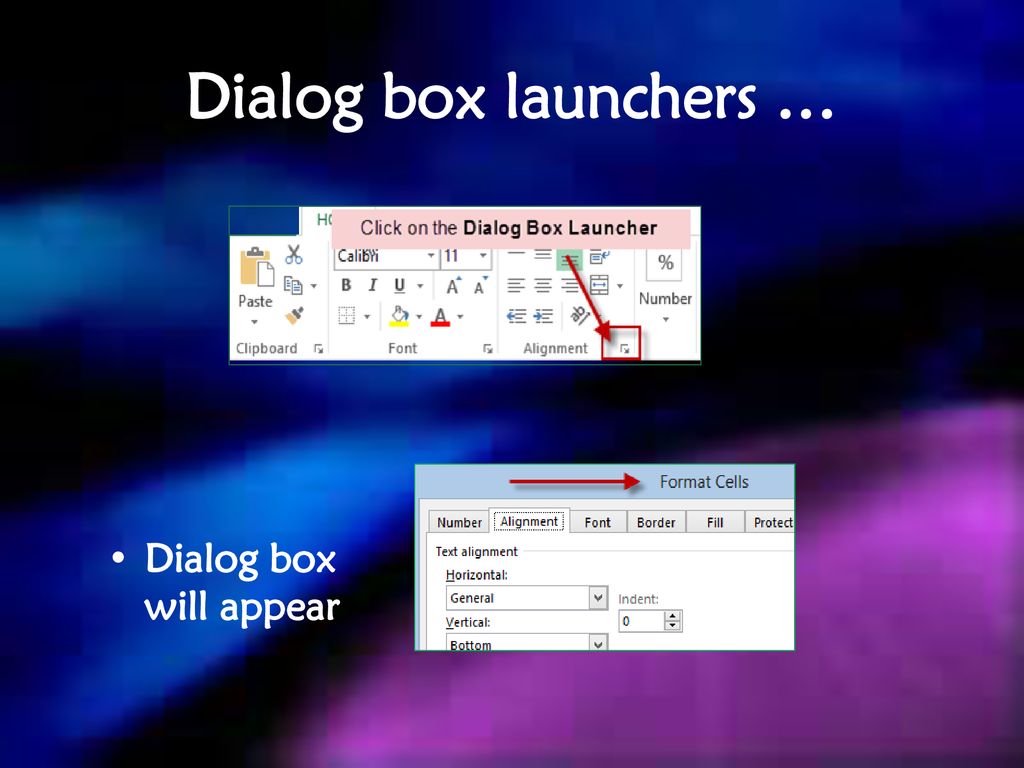 Dialog box launchers ...
Click on the Dialog Box Launcher
Calibri 11
B I U A A
Paste
%
Number
A
Clipboard Font Alignment
Format Cells
Number Alignment Font Border Fill Protect
Text alignment
Horizontal:
General Indent:
Vertical: 0
Bottom
• Dialog box
will appear